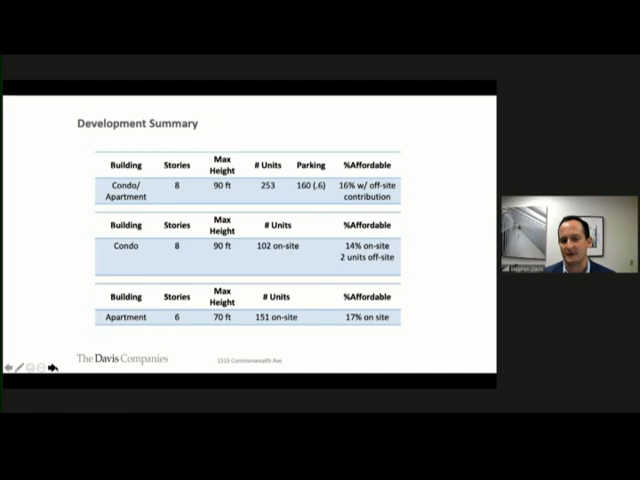 Development Summary
Building Stories Max Height # Units Parking %Affordable
Condo/ Apartment 8 90 ft 253 160 (.6) 16% w/ off-site contribution
Building Stories Max Height # Units %Affordable
Condo 8 90 ft 102 on-site 14% on-site
2 units off-site
Building Stories Max Height # Units %Affordable
Apartment 6 70 ft 151 on-site 17% on site
The Davis Companies
1515 Commonwealth Ave
Stephen Davis